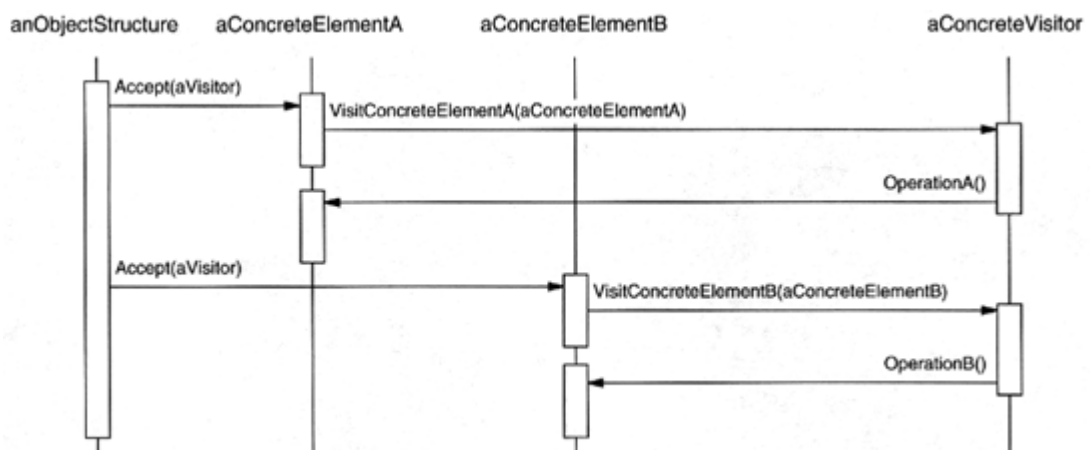 anObjectStructure aConcreteElementA aConcreteElementB aConcreteVisitor
Accept(aVisitor)
VisitConcreteElementA(aConcreteElementA)
OperationA()
Accept(aVisitor)
VisitConcreteElementB(aConcreteElementB)
OperationB()